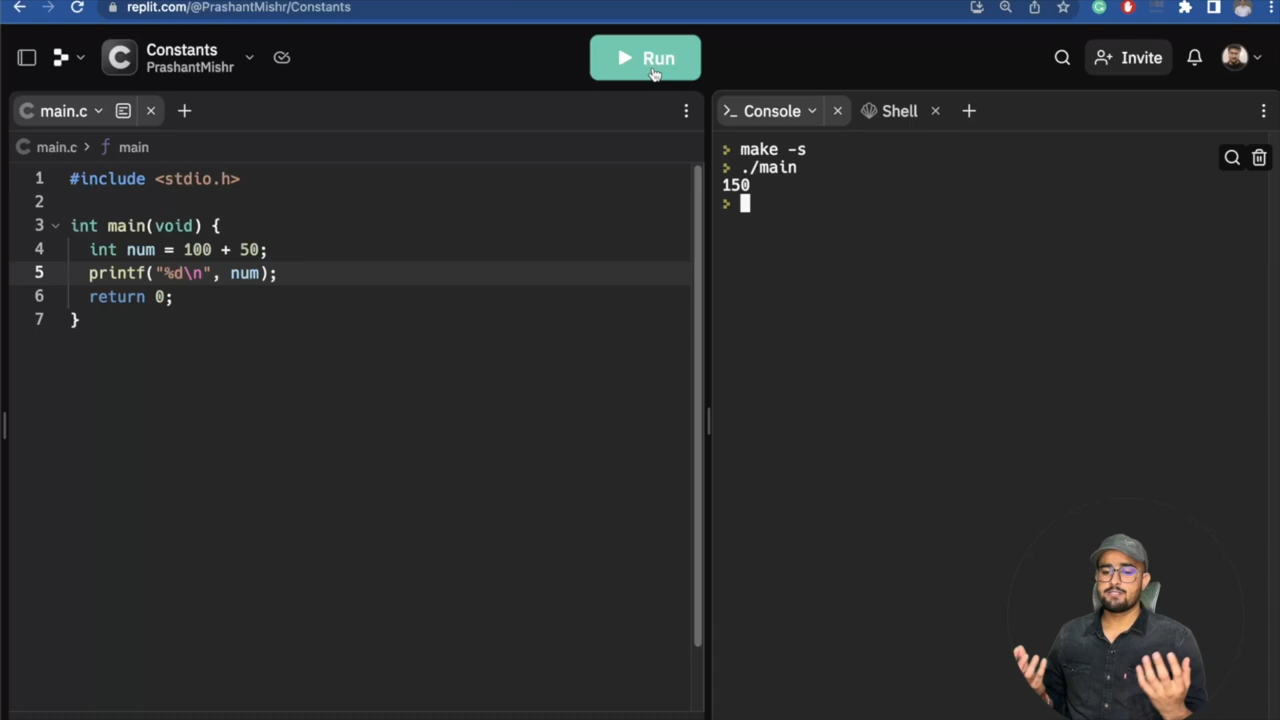 replit.com/@PrashantMishr/Constants
Constants
PrashantMishr
Run
Invite
main.c
>_ Console
Shell
main.c > f main
1 #include <stdio.h>
2
3 int main(void) {
4 int num = 100 + 50;
5 printf("%d\n", num);
6 return 0;
7 }
> make -s
> ./main
150
>